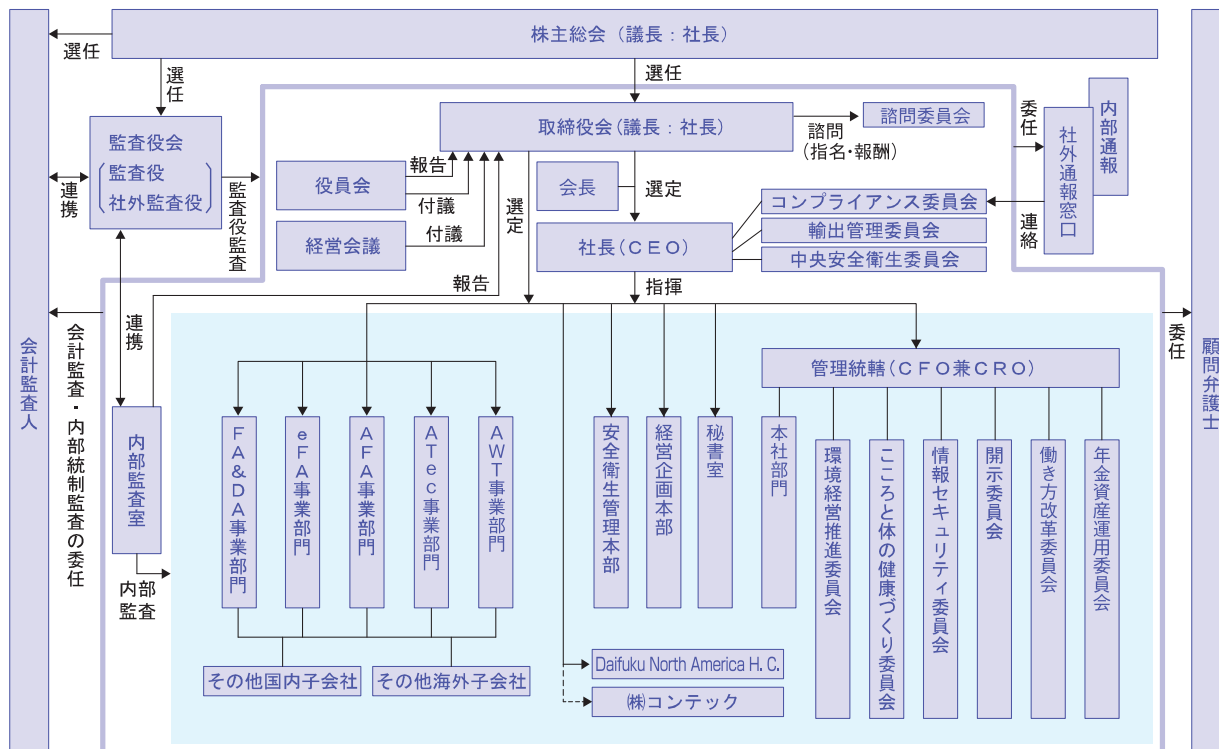 株主総会（議長：社長）
選任
選任
選任
監査役会
監査役
社外監査役
連携
監査役監査
取締役会（議長：社長）
諮問
（指名・報酬）
諮問委員会
委任
内部通報
社外通報窓口
連絡
役員会
報告
付議
経営会議
付議
会長
選定
選定
社長（ＣＥＯ）
コンプライアンス委員会
輸出管理委員会
中央安全衛生委員会
報告
指揮
連携
会計監査人
会計監査・内部統制監査の委任
委任
顧問弁護士
内部監査室
内部
監査
管理統轄（ＣＦＯ兼ＣＲＯ）
ＦＡ＆ＤＡ事業部門
ｅＦＡ事業部門
ＡＦＡ事業部門
ＡＴｅｃ事業部門
ＡＷＴ事業部門
安全衛生管理本部
経営企画本部
秘書室
本社部門
環境経営推進委員会
こころと体の健康づくり委員会
情報セキュリティ委員会
開示委員会
働き方改革委員会
年金資産運用委員会
その他国内子会社
その他海外子会社
Daifuku North America H. C.
㈱コンテック